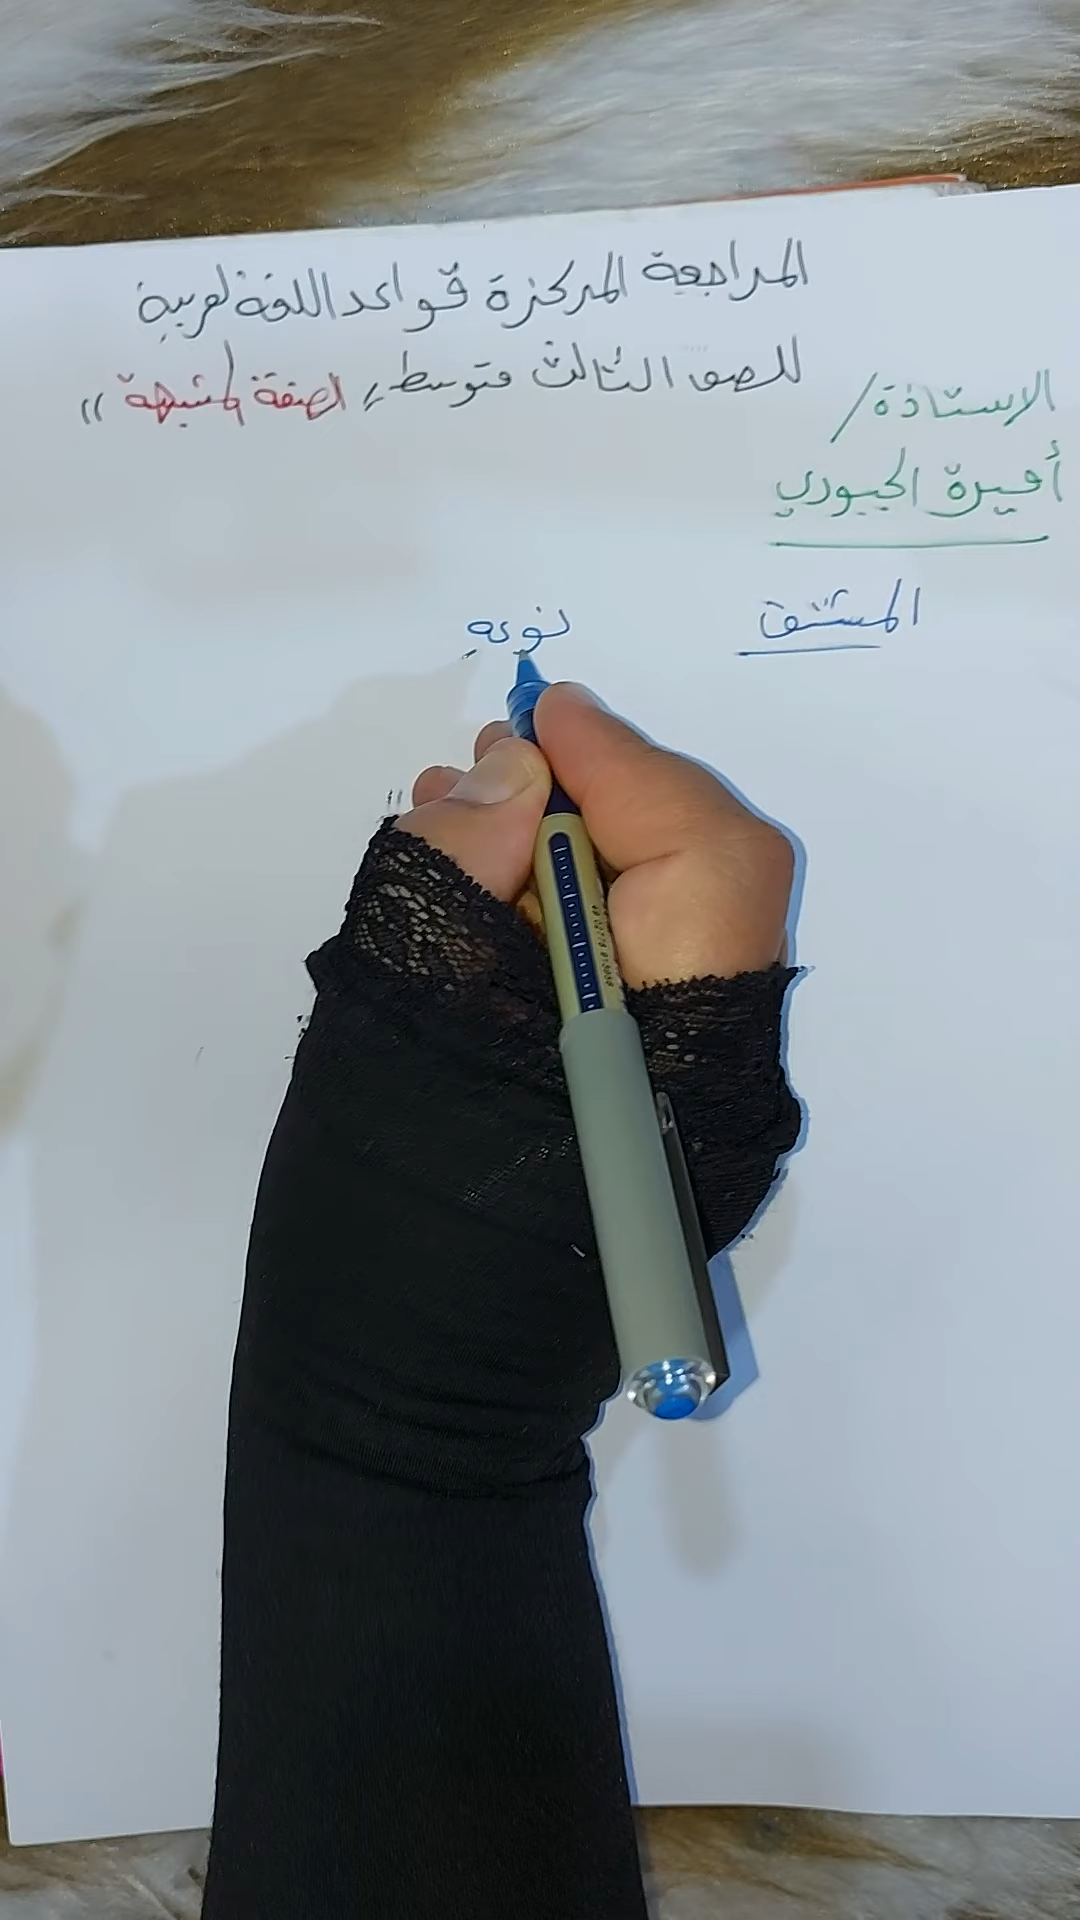 المراجعة المركزة قواعد اللغة العربية
للصف الثالث متوسط // الصفة المشبهة //
الاستاذة /
أميرة الجبوري
المشتق
نوعه